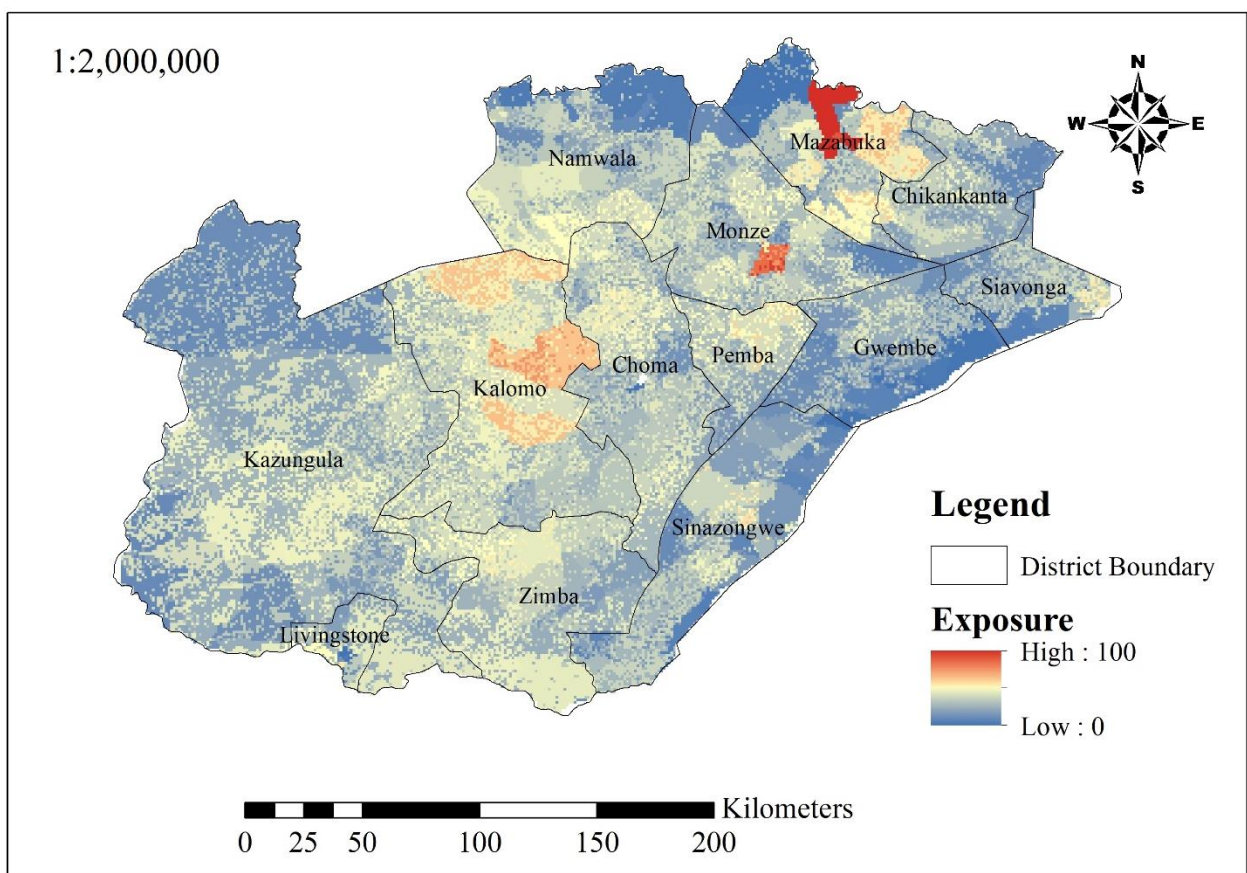 1:2,000,000
N
W
E
S
Namwala
Mazabuka
Chikankanta
Monze
Siavonga
Gwembe
Pemba
Choma
Kalomo
Kazungula
Sinazongwe
Zimba
Livingstone
Legend
District Boundary
Exposure
High : 100
Low : 0
Kilometers
0 25 50 100 150 200